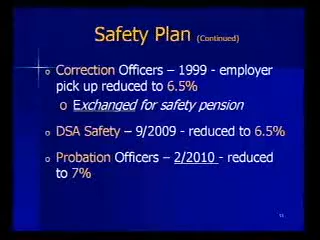 Safety Plan (Continued)
o Correction Officers – 1999 - employer
pick up reduced to 6.5%
o Exchanged for safety pension
o DSA Safety – 9/2009 - reduced to 6.5%
o Probation Officers – 2/2010 - reduced
to 7%